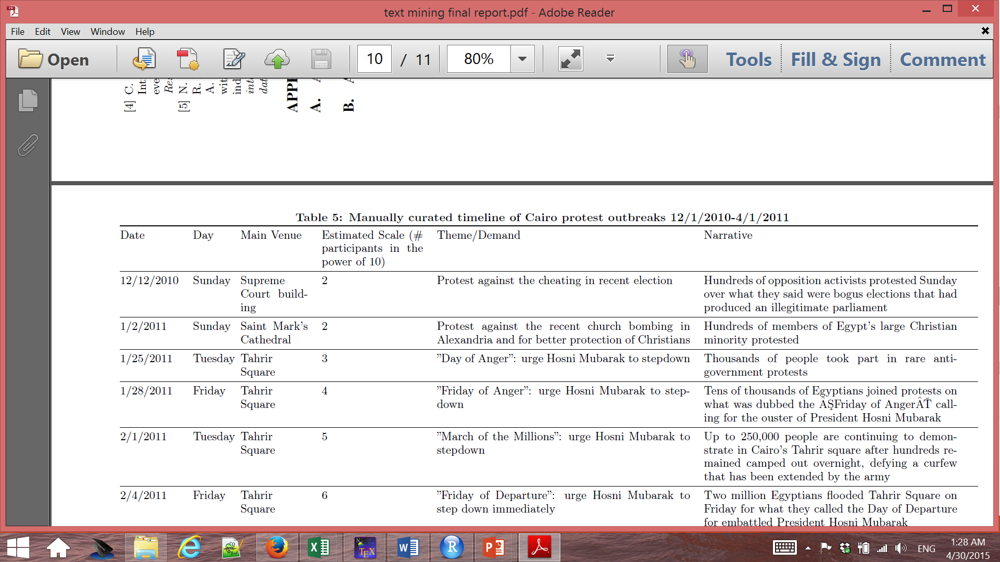 text mining final report.pdf - Adobe Reader
File Edit View Window Help
Open 10 / 11 80% Tools Fill & Sign Comment
[4] C.
Int
eve
Res
[5] N.
R.
A.
wit
ind
inte
dat
APPE
A. A
B. A
Table 5: Manually curated timeline of Cairo protest outbreaks 12/1/2010-4/1/2011
Date Day Main Venue Estimated Scale (# Theme/Demand Narrative
participants in the
power of 10)
12/12/2010 Sunday Supreme 2 Protest against the cheating in recent election Hundreds of opposition activists protested Sunday
Court build- over what they said were bogus elections that had
ing produced an illegitimate parliament
1/2/2011 Sunday Saint Mark's 2 Protest against the recent church bombing in Hundreds of members of Egypt's large Christian
Cathedral Alexandria and for better protection of Christians minority protested
1/25/2011 Tuesday Tahrir 3 ”Day of Anger”: urge Hosni Mubarak to stepdown Thousands of people took part in rare anti-
Square government protests
1/28/2011 Friday Tahrir 4 ”Friday of Anger”: urge Hosni Mubarak to step- Tens of thousands of Egyptians joined protests on
Square down what was dubbed the ÂŞFriday of AngerÂŤ call-
ing for the ouster of President Hosni Mubarak
2/1/2011 Tuesday Tahrir 5 ”March of the Millions”: urge Hosni Mubarak to Up to 250,000 people are continuing to demon-
Square stepdown strate in Cairo's Tahrir square after hundreds re-
mained camped out overnight, defying a curfew
that has been extended by the army
2/4/2011 Friday Tahrir 6 ”Friday of Departure”: urge Hosni Mubarak to Two million Egyptians flooded Tahrir Square on
Square step down immediately Friday for what they called the Day of Departure
for embattled President Hosni Mubarak
ENG 1:28 AM
4/30/2015